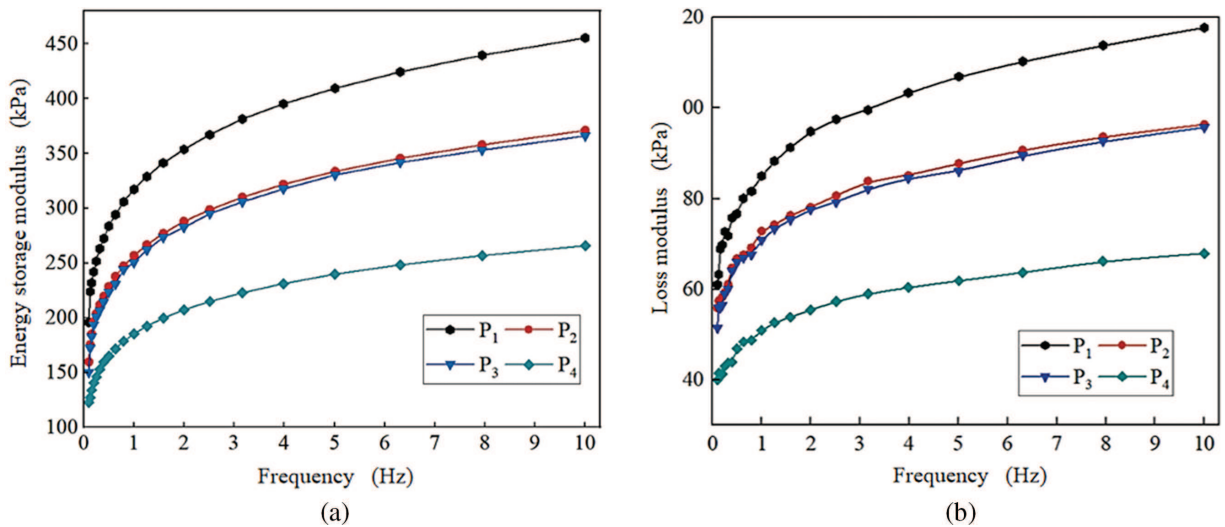 Energy storage modulus (kPa)
450
400
350
300
250
200
150
100
P1 P2
P3 P4
0 1 2 3 4 5 6 7 8 9 10
Frequency (Hz)
(a)
Loss modulus (kPa)
20
00
80
60
40
P1 P2
P3 P4
0 1 2 3 4 5 6 7 8 9 10
Frequency (Hz)
(b)